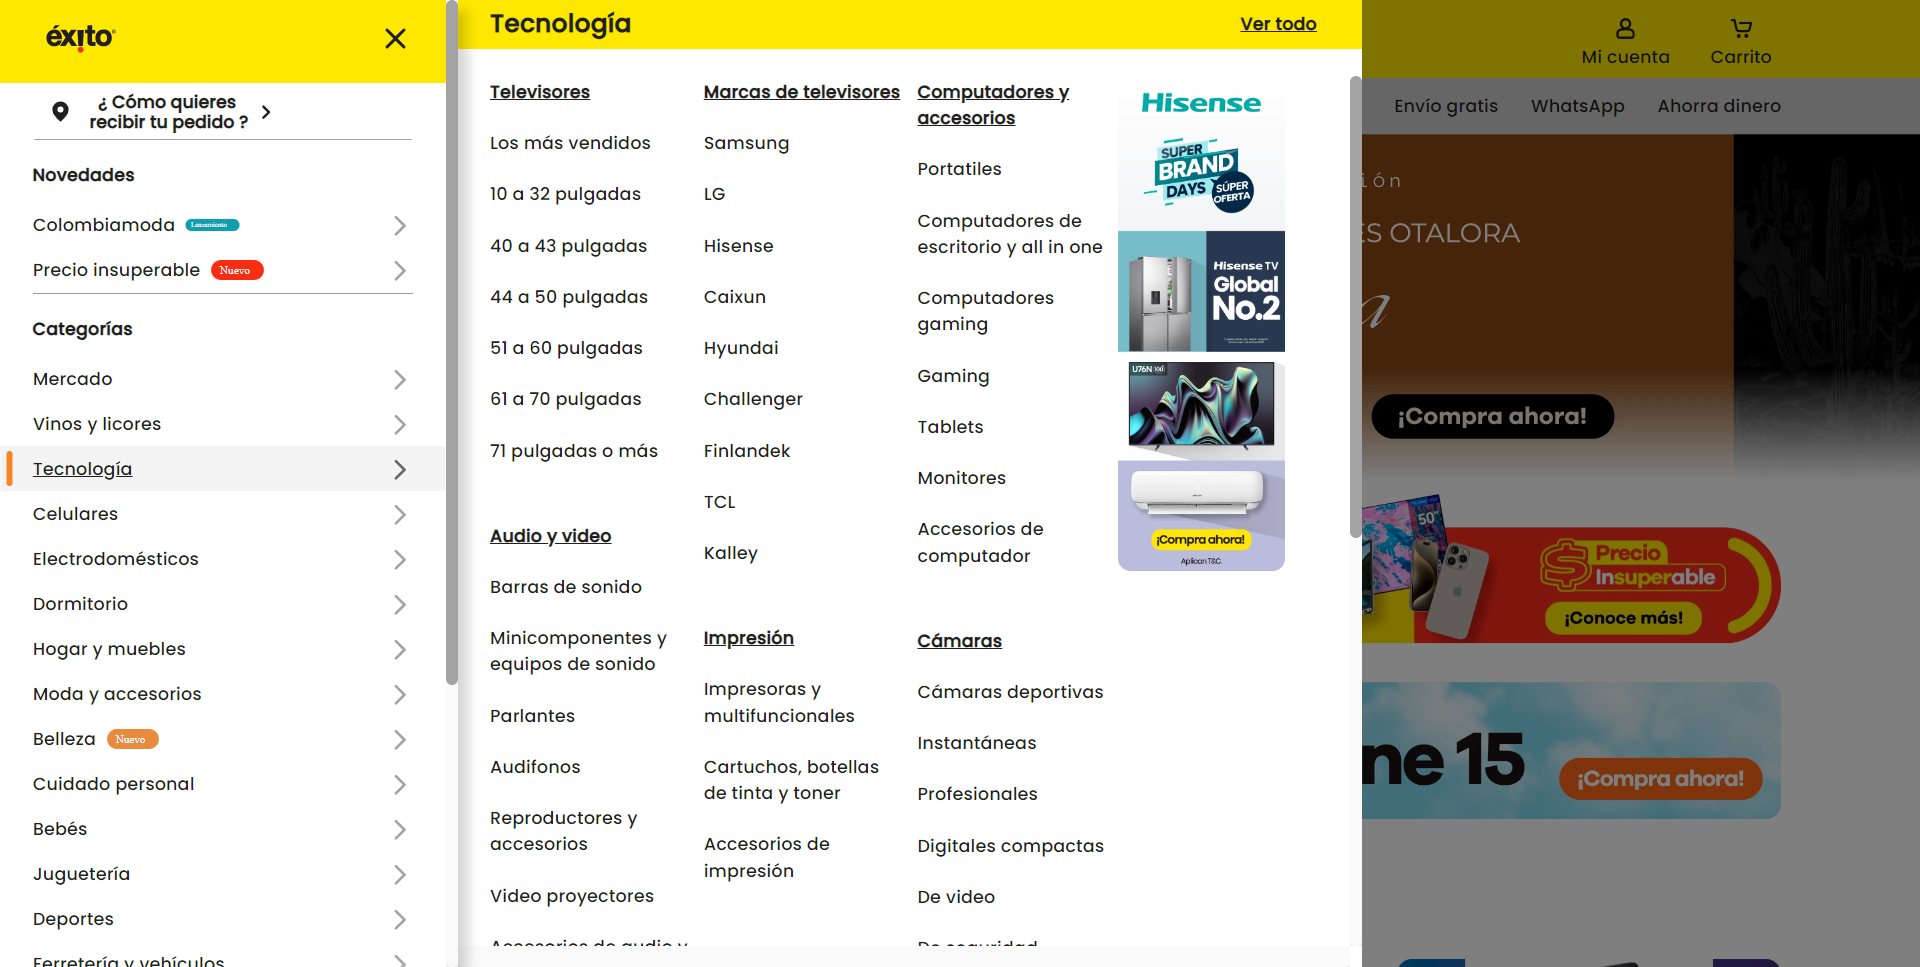 éxito
¿ Cómo quieres
recibir tu pedido ?
Novedades
Colombiamoda Lanzamiento
Precio insuperable Nuevo
Categorías
Mercado
Vinos y licores
Tecnología
Celulares
Electrodomésticos
Dormitorio
Hogar y muebles
Moda y accesorios
Belleza Nuevo
Cuidado personal
Bebés
Juguetería
Deportes
Ferretería y vehículos
Tecnología
Ver todo
Televisores
Los más vendidos
10 a 32 pulgadas
40 a 43 pulgadas
44 a 50 pulgadas
51 a 60 pulgadas
61 a 70 pulgadas
71 pulgadas o más
Audio y video
Barras de sonido
Minicomponentes y
equipos de sonido
Parlantes
Audifonos
Reproductores y
accesorios
Video proyectores
Accesorios de audio y
Marcas de televisores
Samsung
LG
Hisense
Caixun
Hyundai
Challenger
Finlandek
TCL
Kalley
Impresión
Impresoras y
multifuncionales
Cartuchos, botellas
de tinta y toner
Accesorios de
impresión
Computadores y
accesorios
Portatiles
Computadores de
escritorio y all in one
Computadores
gaming
Gaming
Tablets
Monitores
Accesorios de
computador
Cámaras
Cámaras deportivas
Instantáneas
Profesionales
Digitales compactas
De video
De seguridad
Hisense
SUPER
BRAND
DAYS
SÚPER
OFERTA
Hisense TV
Global
No.2
U76N 100
¡Compra ahora!
Aplican T&C.
Mi cuenta
Carrito
Envío gratis
WhatsApp
Ahorra dinero
ión
ES OTALORA
a
¡Compra ahora!
50"
Precio
Insuperable
¡Conoce más!
ne 15
¡Compra ahora!